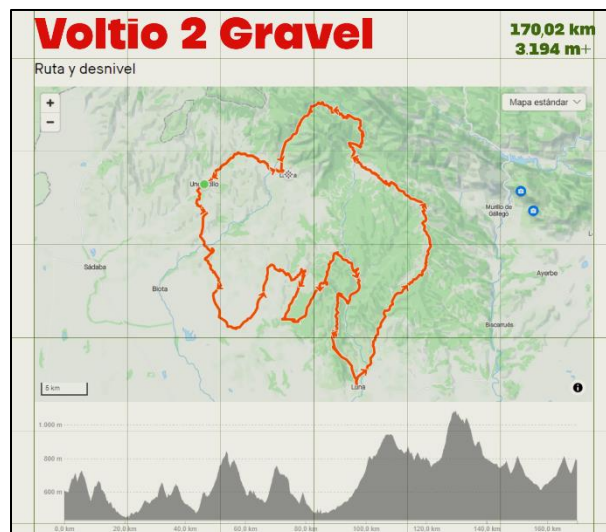 Voltio 2 Gravel
170,02 km
3.194 m+
Ruta y desnivel
+
−
Mapa estándar
Murillo de
Gállego
Sádaba
Biota
Ayerbe
Biscarrués
5 km
Luna
1.000 m
800 m
600 m
0,0 km
20,0 km
40,0 km
60,0 km
80,0 km
100,0 km
120,0 km
140,0 km
160,0 km